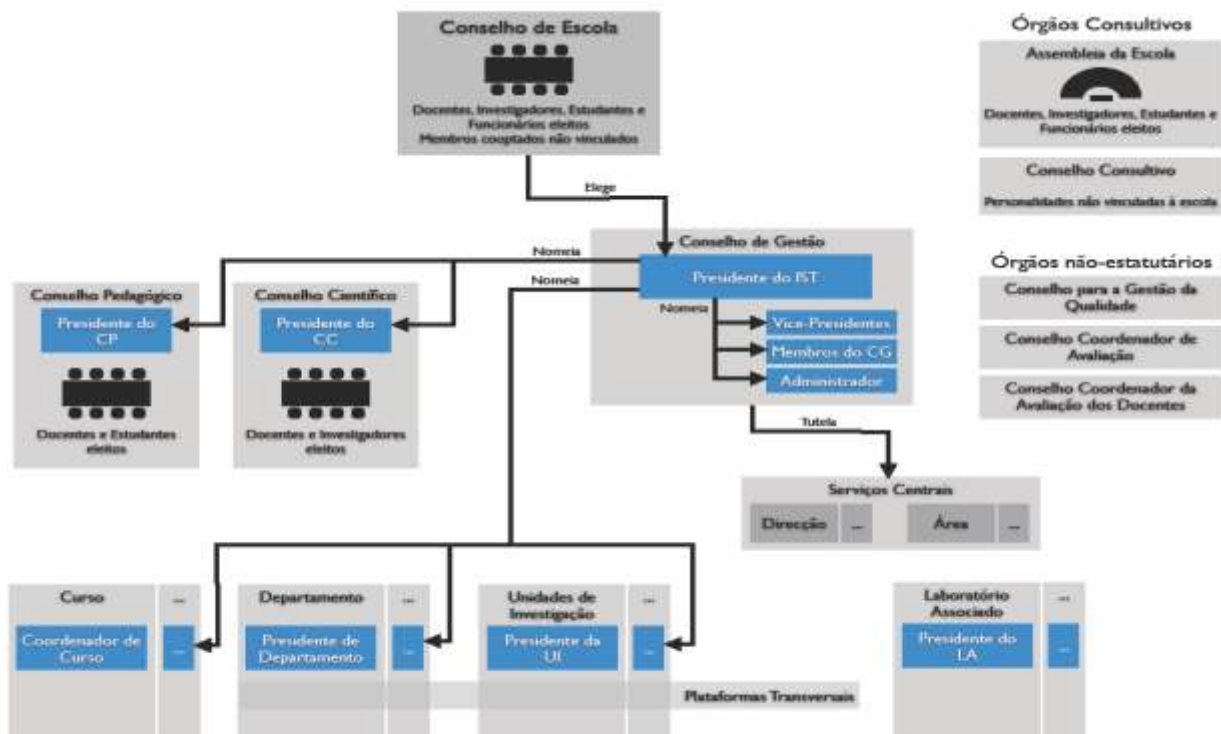 Conselho de Escola
Docentes, Investigadores, Estudantes e
Funcionários eleitos
Membros cooptados não vinculados
Órgãos Consultivos
Assembleia da Escola
Docentes, Investigadores, Estudantes e
Funcionários eleitos
Conselho Consultivo
Personalidades não vinculadas à escola
Elege
Conselho de Gestão
Presidente do IST
Nomeia
Nomeia
Nomeia
Vice-Presidentes
Membros do CG
Administrador
Órgãos não-estatutários
Conselho para a Gestão da
Qualidade
Conselho Coordenador de
Avaliação
Conselho Coordenador da
Avaliação dos Docentes
Conselho Pedagógico
Presidente do
CP
Docentes e Estudantes
eleitos
Conselho Científico
Presidente do
CC
Docentes e Investigadores
eleitos
Tutela
Serviços Centrais
Direcção
...
Área
...
Curso
...
Coordenador de
Curso
...
Departamento
...
Presidente de
Departamento
...
Unidades de
Investigação
...
Presidente da
UI
...
Plataformas Transversais
Laboratório
Associado
...
Presidente do
LA
...